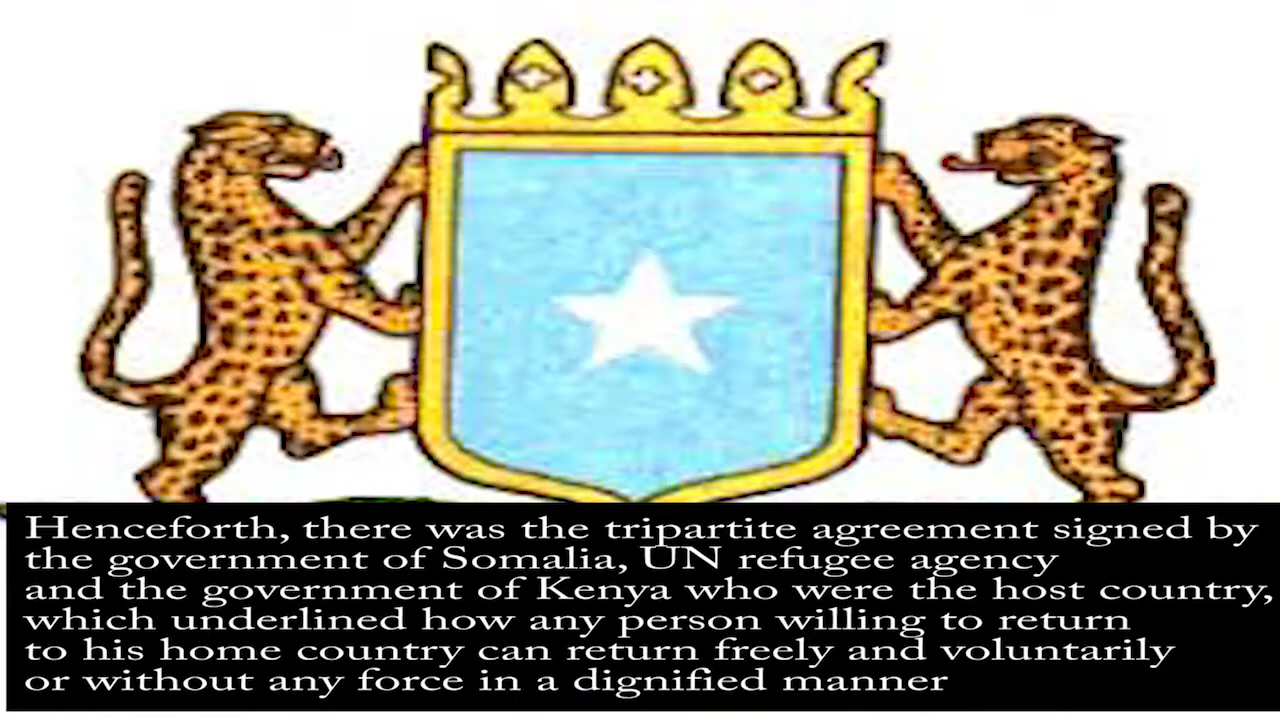 Henceforth, there was the tripartite agreement signed by
the government of Somalia, UN refugee agency
and the government of Kenya who were the host country,
which underlined how any person willing to return
to his home country can return freely and voluntarily
or without any force in a dignified manner